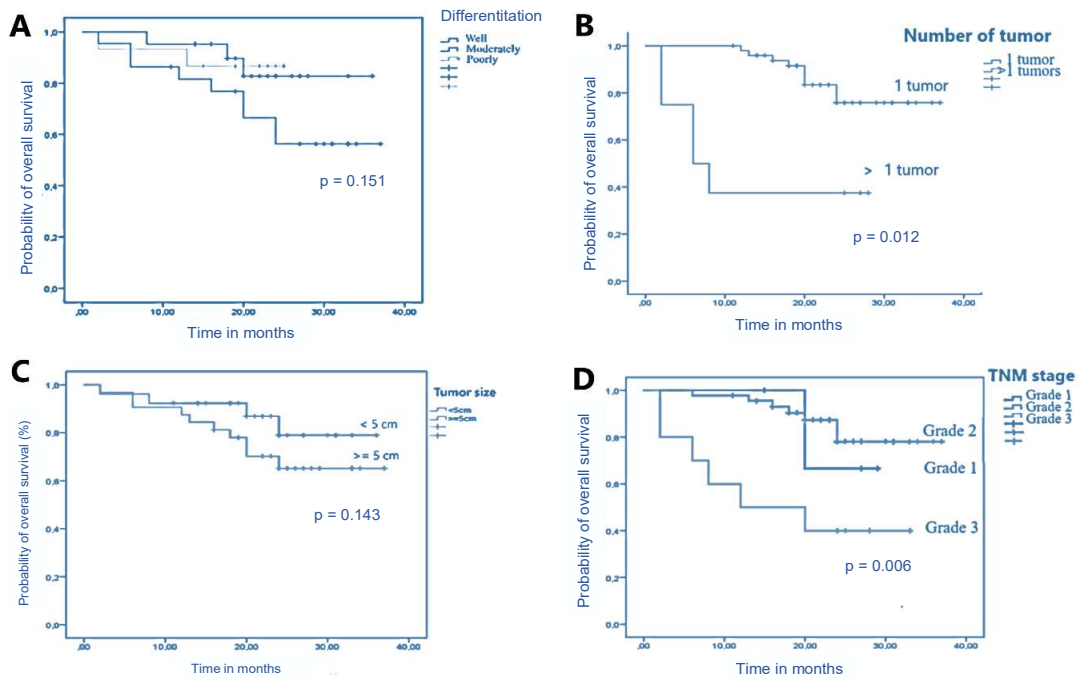 A
Differentitation
Well
Moderately
Poorly
Probability of overall survival
1,0
0,8
0,6
0,4
0,2
0,0
p = 0.151
,00
10,00
20,00
30,00
40,00
Time in months
B
Number of tumor
1 tumor
>1 tumors
Probability of overall survival
1,0
0,8
0,6
0,4
0,2
0,0
1 tumor
> 1 tumor
p = 0.012
,00
10,00
20,00
30,00
40,00
Time in months
C
Tumor size
<5cm
>=5cm
Probability of overall survival (%)
1,0
0,8
0,6
0,4
0,2
0,0
< 5 cm
>= 5 cm
p = 0.143
,00
10,00
20,00
30,00
40,00
Time in months
D
TNM stage
Grade 1
Grade 2
Grade 3
Probability of overall survival
1,0
0,8
0,6
0,4
0,2
0,0
Grade 2
Grade 1
Grade 3
p = 0.006
,00
10,00
20,00
30,00
40,00
Time in months